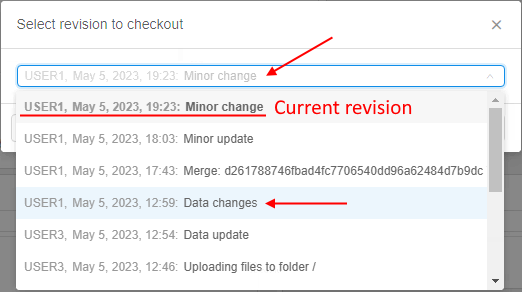 Select revision to checkout
USER1, May 5, 2023, 19:23: Minor change
USER1, May 5, 2023, 19:23: Minor change Current revision
USER1, May 5, 2023, 18:03: Minor update
USER1, May 5, 2023, 17:43: Merge: d261788746fbad4fc7706540dd96a62484d7b9dc
USER1, May 5, 2023, 12:59: Data changes
USER3, May 5, 2023, 12:54: Data update
USER3, May 5, 2023, 12:46: Uploading files to folder /